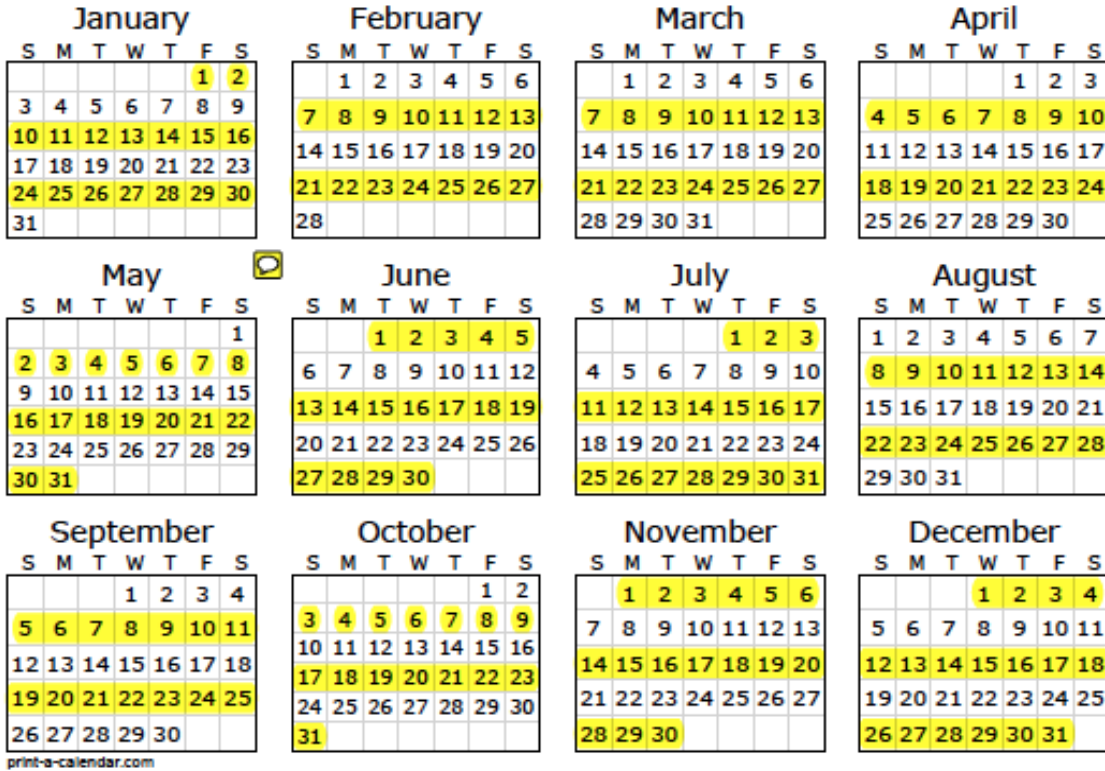 January
S M T W T F S
1 2
3 4 5 6 7 8 9
10 11 12 13 14 15 16
17 18 19 20 21 22 23
24 25 26 27 28 29 30
31
February
S M T W T F S
1 2 3 4 5 6
7 8 9 10 11 12 13
14 15 16 17 18 19 20
21 22 23 24 25 26 27
28
March
S M T W T F S
1 2 3 4 5 6
7 8 9 10 11 12 13
14 15 16 17 18 19 20
21 22 23 24 25 26 27
28 29 30 31
April
S M T W T F S
1 2 3
4 5 6 7 8 9 10
11 12 13 14 15 16 17
18 19 20 21 22 23 24
25 26 27 28 29 30
May
S M T W T F S
1
2 3 4 5 6 7 8
9 10 11 12 13 14 15
16 17 18 19 20 21 22
23 24 25 26 27 28 29
30 31
June
S M T W T F S
1 2 3 4 5
6 7 8 9 10 11 12
13 14 15 16 17 18 19
20 21 22 23 24 25 26
27 28 29 30
July
S M T W T F S
1 2 3
4 5 6 7 8 9 10
11 12 13 14 15 16 17
18 19 20 21 22 23 24
25 26 27 28 29 30 31
August
S M T W T F S
1 2 3 4 5 6 7
8 9 10 11 12 13 14
15 16 17 18 19 20 21
22 23 24 25 26 27 28
29 30 31
September
S M T W T F S
1 2 3 4
5 6 7 8 9 10 11
12 13 14 15 16 17 18
19 20 21 22 23 24 25
26 27 28 29 30
October
S M T W T F S
1 2
3 4 5 6 7 8 9
10 11 12 13 14 15 16
17 18 19 20 21 22 23
24 25 26 27 28 29 30
31
November
S M T W T F S
1 2 3 4 5 6
7 8 9 10 11 12 13
14 15 16 17 18 19 20
21 22 23 24 25 26 27
28 29 30
December
S M T W T F S
1 2 3 4
5 6 7 8 9 10 11
12 13 14 15 16 17 18
19 20 21 22 23 24 25
26 27 28 29 30 31
print-a-calendar.com